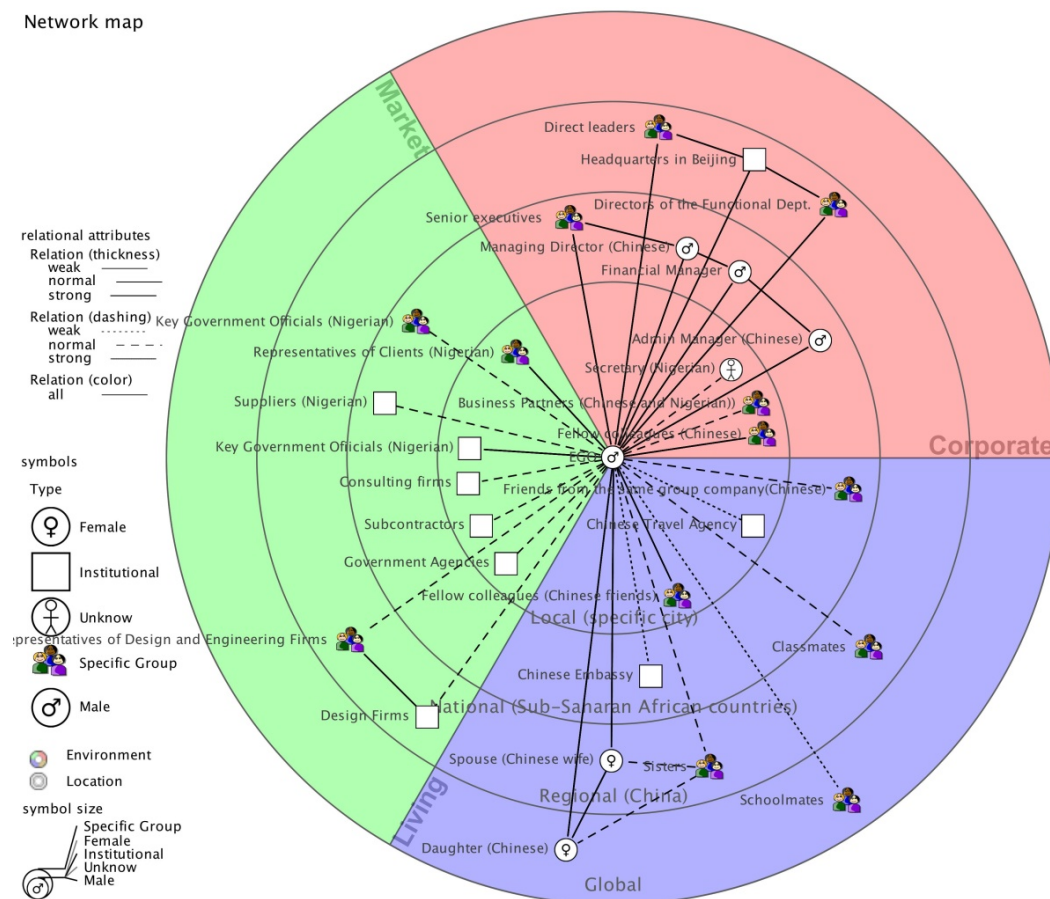 Network map
Market
Direct leaders
Headquarters in Beijing
Directors of the Functional Dept.
Senior executives
Managing Director (Chinese)
Financial Manager
relational attributes
Relation (thickness)
weak
normal
strong
Relation (dashing)
weak
normal
strong
Relation (color)
all
Key Government Officials (Nigerian)
Representatives of Clients (Nigerian)
Admin Manager (Chinese)
Secretary (Nigerian)
Suppliers (Nigerian)
Business Partners (Chinese and Nigerian))
Fellow colleagues (Chinese)
Key Government Officials (Nigerian)
EGO
Corporate
symbols
Type
Female
Institutional
Unknow
Specific Group
Male
Environment
Location
symbol size
Specific Group
Female
Institutional
Unknow
Male
Consulting firms
Friends from the same group company(Chinese)
Subcontractors
Chinese Travel Agency
Government Agencies
Fellow colleagues (Chinese friends)
Local (specific city)
epresentatives of Design and Engineering Firms
Classmates
Chinese Embassy
Design Firms
National (Sub-Saharan African countries)
Spouse (Chinese wife)
Sisters
Regional (China)
Schoolmates
Living
Daughter (Chinese)
Global